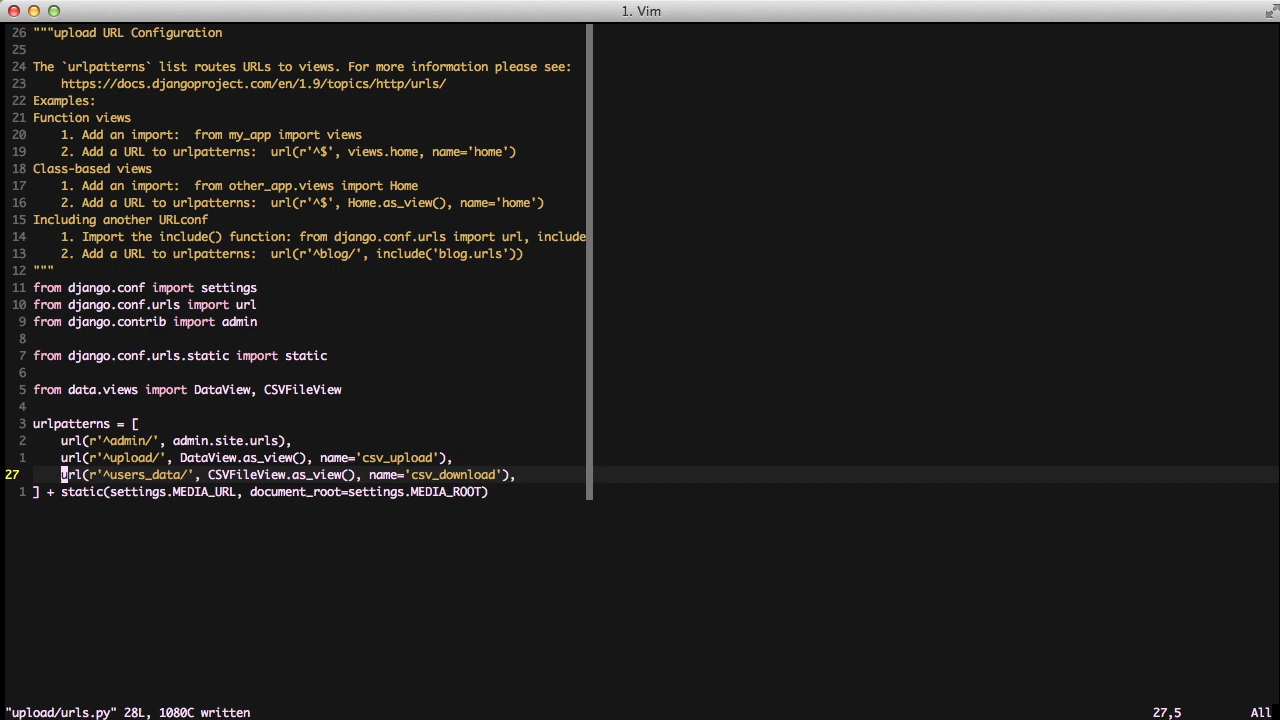 1. Vim
26 """upload URL Configuration
25
24 The `urlpatterns` list routes URLs to views. For more information please see:
23     https://docs.djangoproject.com/en/1.9/topics/http/urls/
22 Examples:
21 Function views
20     1. Add an import:  from my_app import views
19     2. Add a URL to urlpatterns:  url(r'^$', views.home, name='home')
18 Class-based views
17     1. Add an import:  from other_app.views import Home
16     2. Add a URL to urlpatterns:  url(r'^$', Home.as_view(), name='home')
15 Including another URLconf
14     1. Import the include() function: from django.conf.urls import url, include
13     2. Add a URL to urlpatterns:  url(r'^blog/', include('blog.urls'))
12 """
11 from django.conf import settings
10 from django.conf.urls import url
9 from django.contrib import admin
8
7 from django.conf.urls.static import static
6
5 from data.views import DataView, CSVFileView
4
3 urlpatterns = [
2     url(r'^admin/', admin.site.urls),
1     url(r'^upload/', DataView.as_view(), name='csv_upload'),
27     url(r'^users_data/', CSVFileView.as_view(), name='csv_download'),
1 ] + static(settings.MEDIA_URL, document_root=settings.MEDIA_ROOT)
"upload/urls.py" 28L, 1080C written 27,5 All